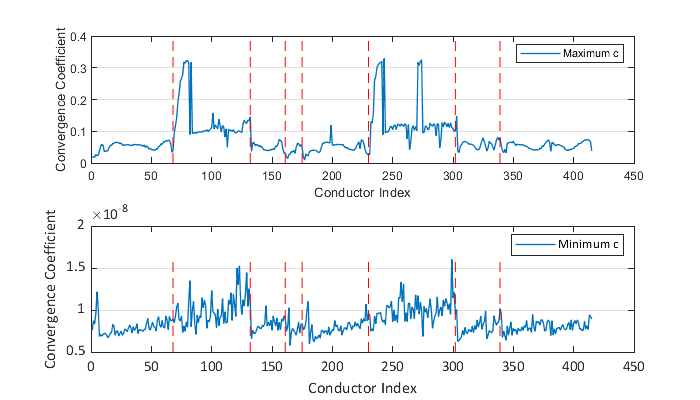 0.4
0.3
0.2
0.1
0
Convergence Coefficient
Maximum c
0 50 100 150 200 250 300 350 400 450
Conductor Index
×10^-8
2
1.5
1
0.5
Convergence Coefficient
Minimum c
0 50 100 150 200 250 300 350 400 450
Conductor Index